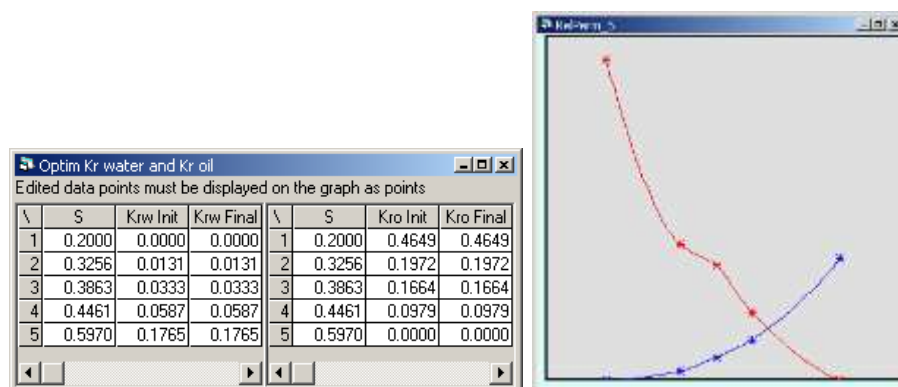 RelPerm_5
Optim Kr water and Kr oil
Edited data points must be displayed on the graph as points
\ S Krw Init Krw Final \ S Kro Init Kro Final
1 0.2000 0.0000 0.0000 1 0.2000 0.4649 0.4649
2 0.3256 0.0131 0.0131 2 0.3256 0.1972 0.1972
3 0.3863 0.0333 0.0333 3 0.3863 0.1664 0.1664
4 0.4461 0.0587 0.0587 4 0.4461 0.0979 0.0979
5 0.5970 0.1765 0.1765 5 0.5970 0.0000 0.0000